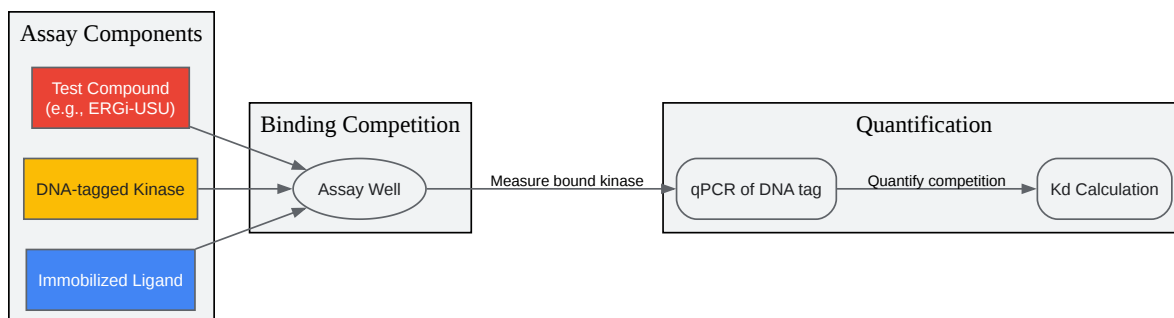 Assay Components
Test Compound
(e.g., ERGi-USU)
DNA-tagged Kinase
Immobilized Ligand
Binding Competition
Assay Well
Measure bound kinase
Quantification
qPCR of DNA tag
Quantify competition
Kd Calculation